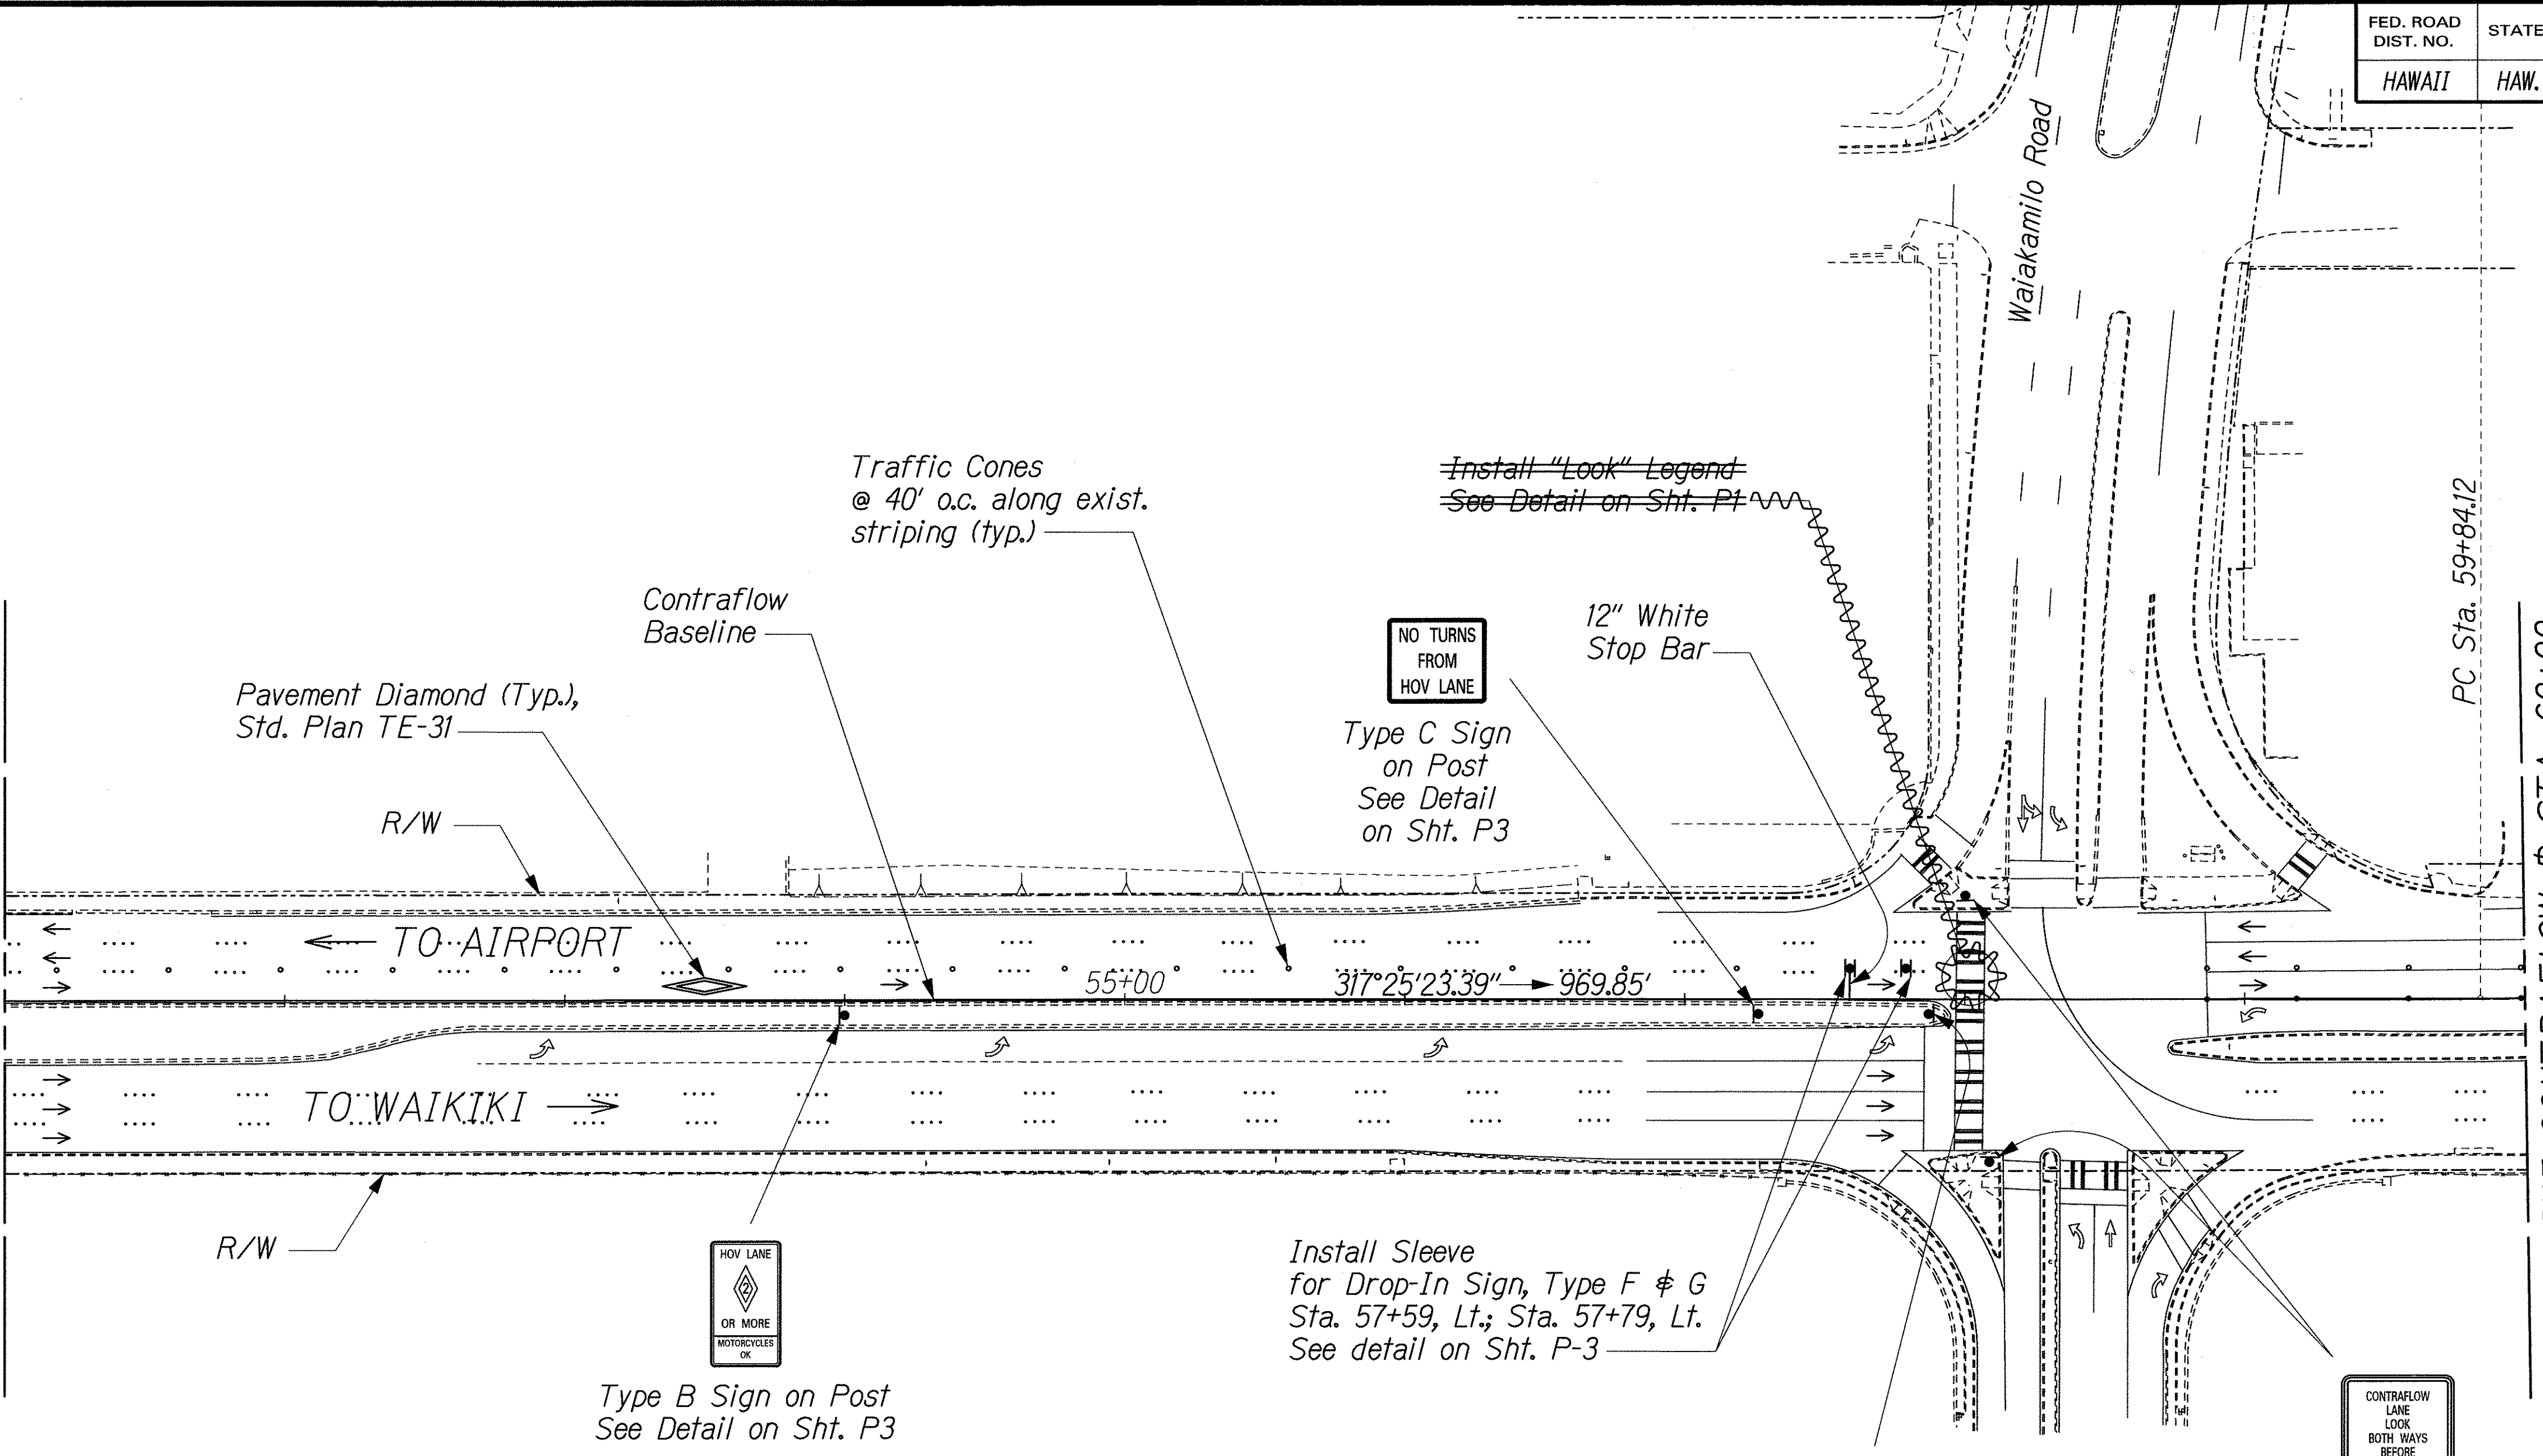 FED. ROAD DIST. NO.
STATE
HAWAII
HAW.
Waiakamilo Road
Traffic Cones
@ 40' o.c. along exist.
striping (typ.)
Install "Look" Legend
See Detail on Sht. P1
PC Sta. 59+84.12
Contraflow
Baseline
NO TURNS
FROM
HOV LANE
12" White
Stop Bar
Pavement Diamond (Typ.),
Std. Plan TE-31
Type C Sign
on Post
See Detail
on Sht. P3
R/W
TO AIRPORT
55+00
317°25'23.39"
969.85'
TO WAIKIKI
R/W
HOV LANE
2
OR MORE
MOTORCYCLES
OK
Type B Sign on Post
See Detail on Sht. P3
Install Sleeve
for Drop-In Sign, Type F & G
Sta. 57+59, Lt.; Sta. 57+79, Lt.
See detail on Sht. P-3
CONTRAFLOW
LANE
LOOK
BOTH WAYS
BEFORE